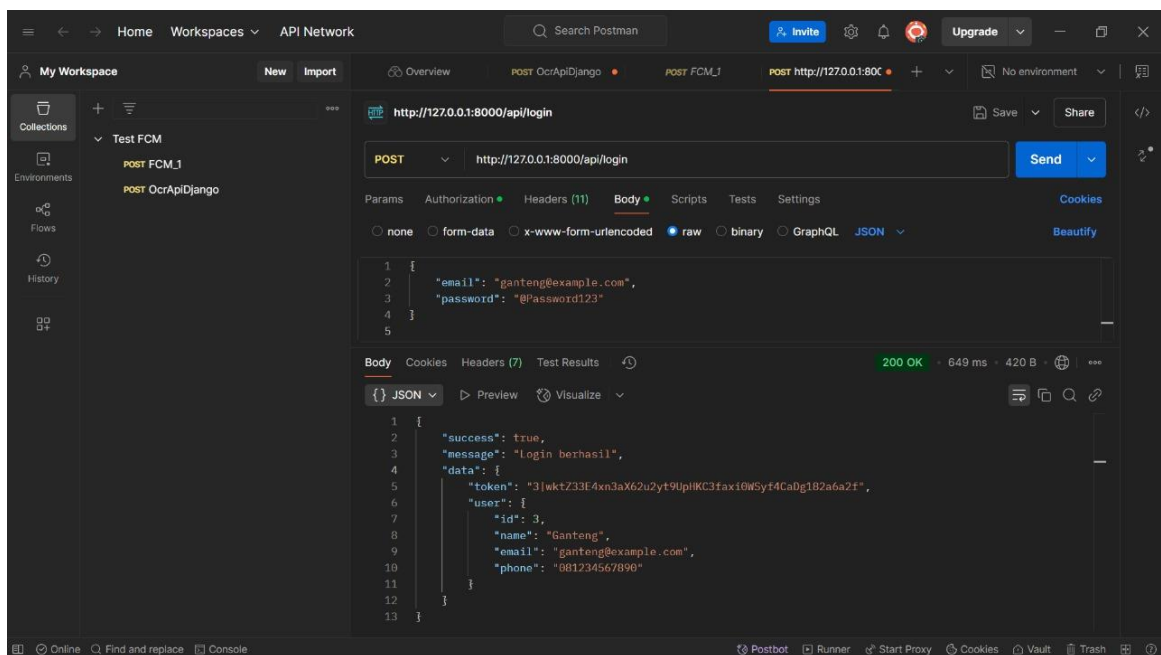 Home Workspaces API Network Search Postman Invite Upgrade
My Workspace New Import Overview POST OcrApiDjango POST FCM_1 POST http://127.0.0.1:800 No environment
Collections
Environments
Flows
History
Test FCM
POST FCM_1
POST OcrApiDjango
HTTP http://127.0.0.1:8000/api/login Save Share
POST http://127.0.0.1:8000/api/login Send
Params Authorization Headers (11) Body Scripts Tests Settings Cookies
none form-data x-www-form-urlencoded raw binary GraphQL JSON Beautify
1 {
2 "email": "ganteng@example.com",
3 "password": "@Password123"
4 }
5
Body Cookies Headers (7) Test Results 200 OK 649 ms 420 B
{} JSON Preview Visualize
1 {
2 "success": true,
3 "message": "Login berhasil",
4 "data": {
5 "token": "3|wktZ33E4xn3aX62u2yt9UpHKC3faxi0WSyf4CaDg182a6a2f",
6 "user": {
7 "id": 3,
8 "name": "Ganteng",
9 "email": "ganteng@example.com",
10 "phone": "081234567890"
11 }
12 }
13 }
Online Find and replace Console Postbot Runner Start Proxy Cookies Vault Trash